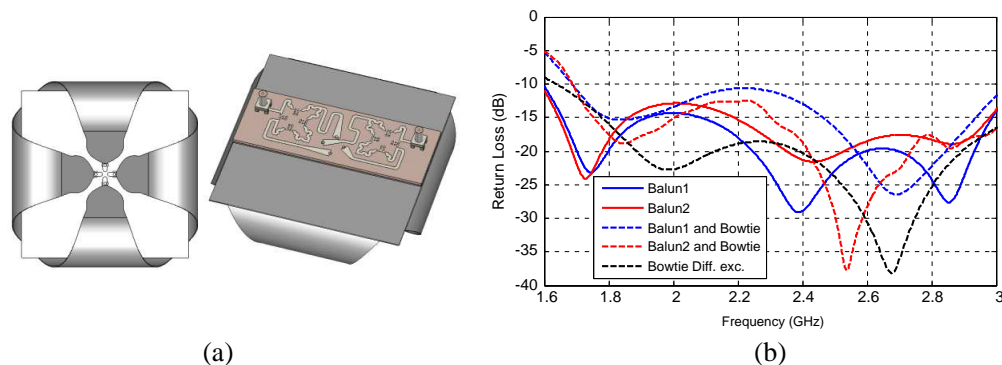 0
-5
-10
-15
-20
-25
-30
-35
-40
Return Loss (dB)
Balun1
Balun2
Balun1 and Bowtie
Balun2 and Bowtie
Bowtie Diff. exc.
1.6 1.8 2 2.2 2.4 2.6 2.8 3
Frequency (GHz)
(a) (b)